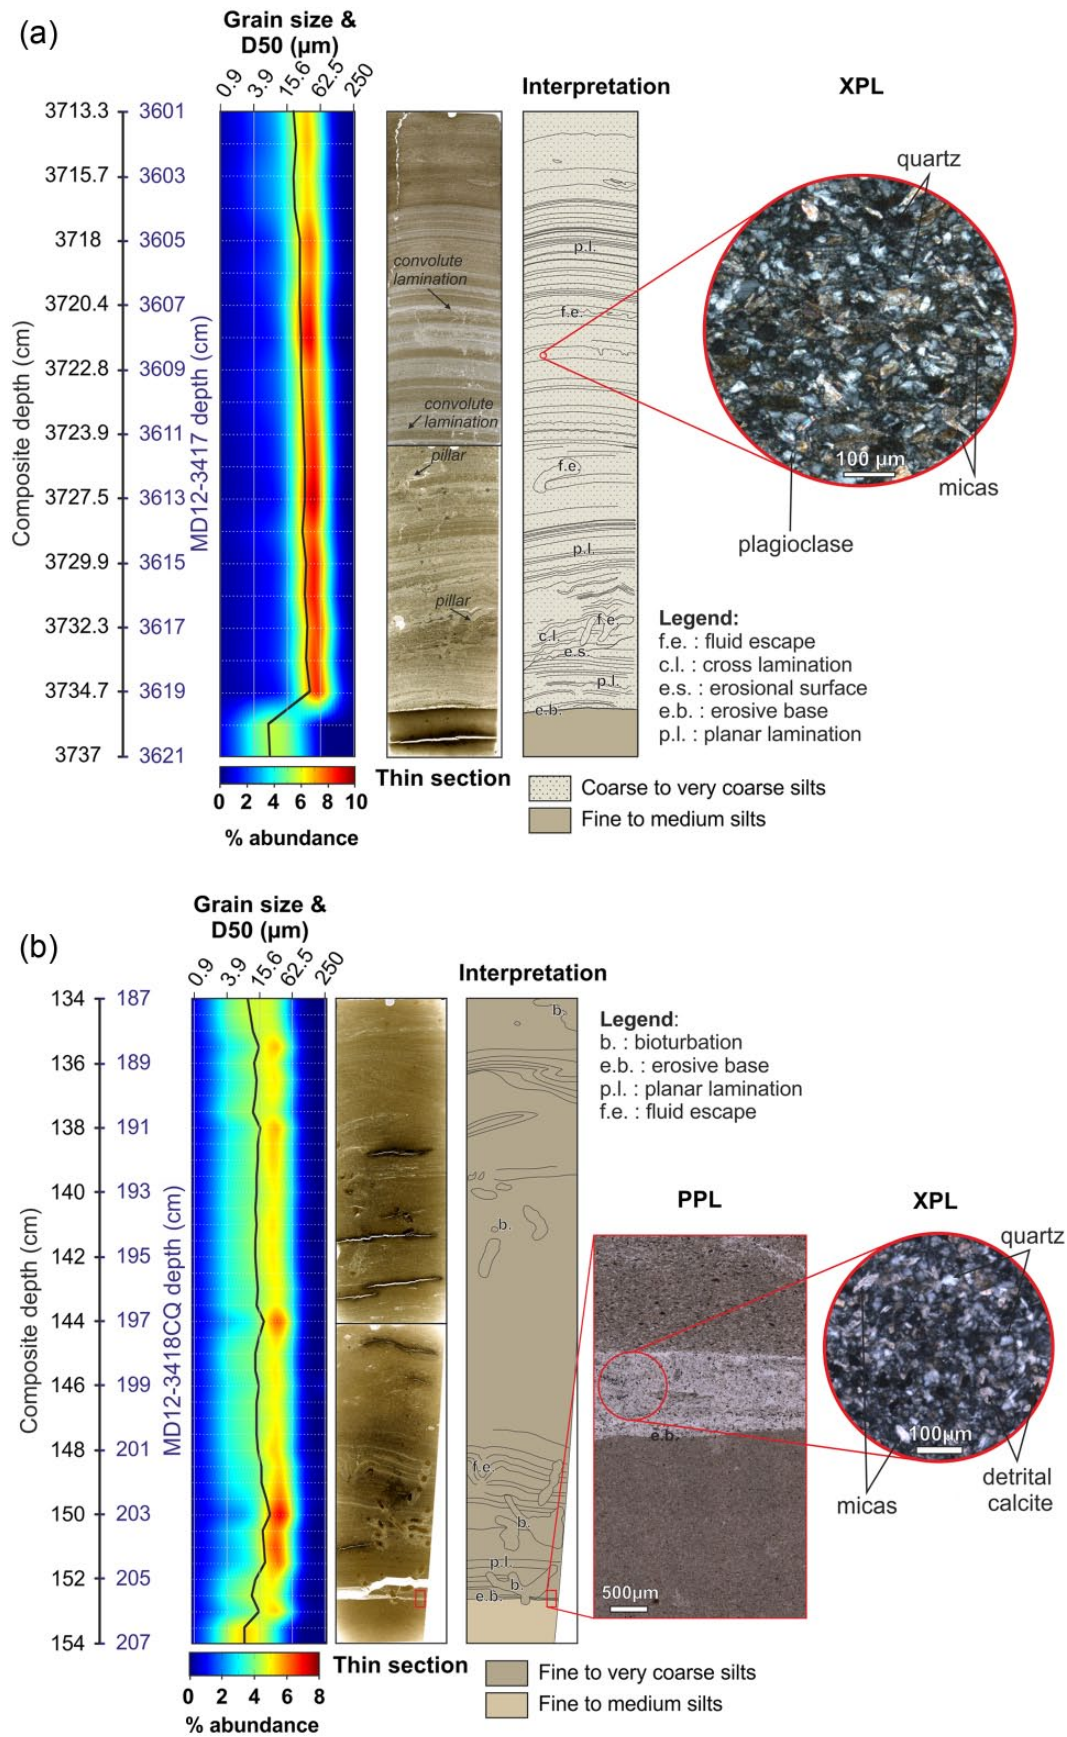 (a)
Grain size &
D50 (µm)
0.9 3.9 15.6 62.5 250
Interpretation
XPL
Composite depth (cm)
MD12-3417 depth (cm)
3713.3 3601
3715.7 3603
3718 3605
3720.4 3607
3722.8 3609
3723.9 3611
3727.5 3613
3729.9 3615
3732.3 3617
3734.7 3619
3737 3621
convolute
lamination
convolute
lamination
pillar
pillar
p.l.
f.e.
f.e.
p.l.
f.e.
c.l.
e.s.
p.l.
e.b.
quartz
100 µm
micas
plagioclase
Legend:
f.e. : fluid escape
c.l. : cross lamination
e.s. : erosional surface
e.b. : erosive base
p.l. : planar lamination
0 2 4 6 8 10
% abundance
Thin section
Coarse to very coarse silts
Fine to medium silts
(b)
Grain size &
D50 (µm)
0.9 3.9 15.6 62.5 250
Interpretation
Composite depth (cm)
MD12-3418CQ depth (cm)
134 187
136 189
138 191
140 193
142 195
144 197
146 199
148 201
150 203
152 205
154 207
b.
b.
f.e.
b.
p.l.
b.
e.b.
Legend:
b. : bioturbation
e.b. : erosive base
p.l. : planar lamination
f.e. : fluid escape
PPL
XPL
e.b.
500µm
quartz
100µm
micas
detrital
calcite
0 2 4 6 8
% abundance
Thin section
Fine to very coarse silts
Fine to medium silts